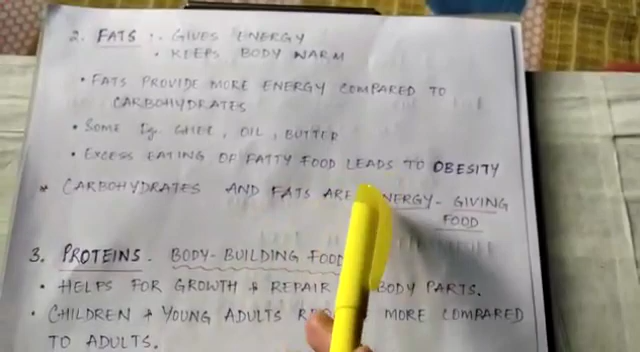 2. FATS :. GIVES ENERGY
• KEEPS BODY WARM
• FATS PROVIDE MORE ENERGY COMPARED TO
CARBOHYDRATES
• SOME Eg. GHEE, OIL, BUTTER
• EXCESS EATING OF FATTY FOOD LEADS TO OBESITY
* CARBOHYDRATES AND FATS ARE ENERGY-GIVING
FOOD
3. PROTEINS. BODY-BUILDING FOOD
• HELPS FOR GROWTH & REPAIR BODY PARTS.
• CHILDREN & YOUNG ADULTS MORE COMPARED
TO ADULTS.